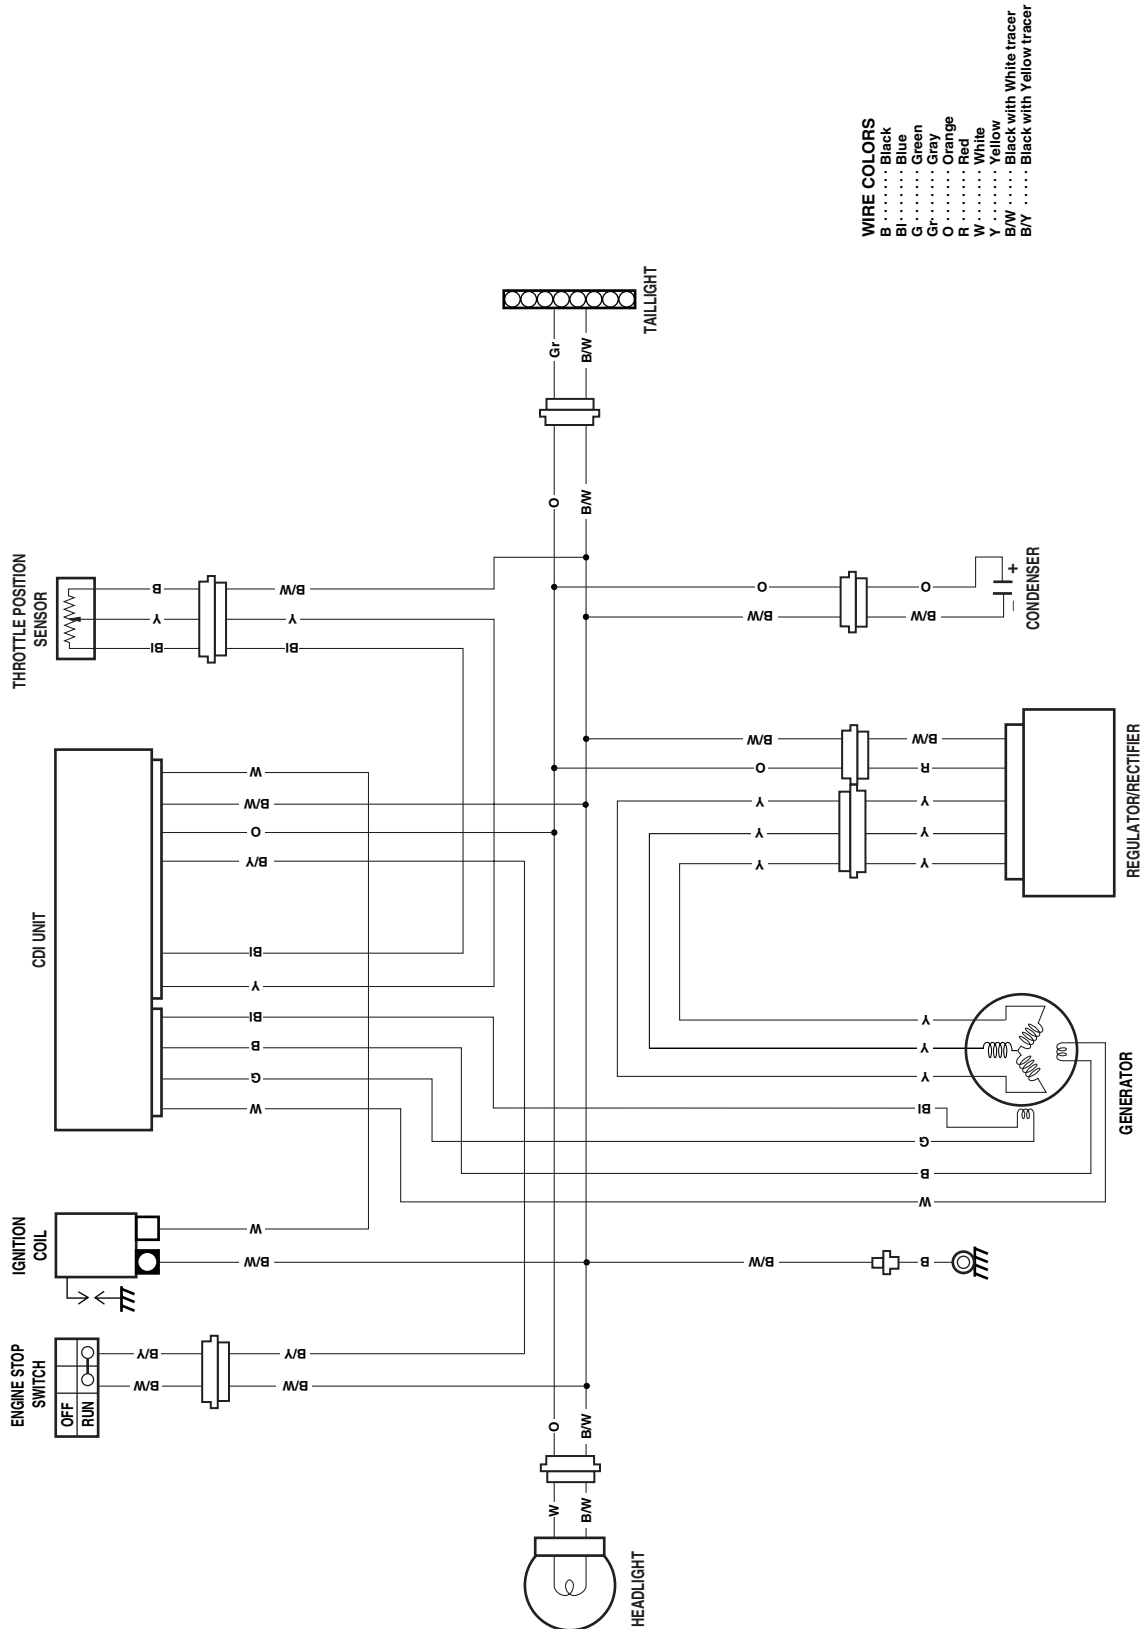 THROTTLE POSITION
SENSOR
CDI UNIT
IGNITION
COIL
ENGINE STOP
SWITCH
OFF
RUN
HEADLIGHT
TAILLIGHT
CONDENSER
REGULATOR/RECTIFIER
GENERATOR
B
Y
Bl
B/W
Y
Bl
W
B/W
O
B/Y
Bl
Y
Bl
B
G
W
W
B/W
B/Y
B/W
B/Y
B/W
O
B/W
W
B/W
Gr
B/W
O
B/W
O
B/W
O
B/W
+
–
B/W
O
Y
Y
Y
B/W
R
Y
Y
Y
Y
Y
Y
Bl
G
B
W
B/W
B
WIRE COLORS
B ........ Black
Bl ........ Blue
G ........ Green
Gr ........ Gray
O ........ Orange
R ........ Red
W ........ White
Y ........ Yellow
B/W ..... Black with White tracer
B/Y ..... Black with Yellow tracer